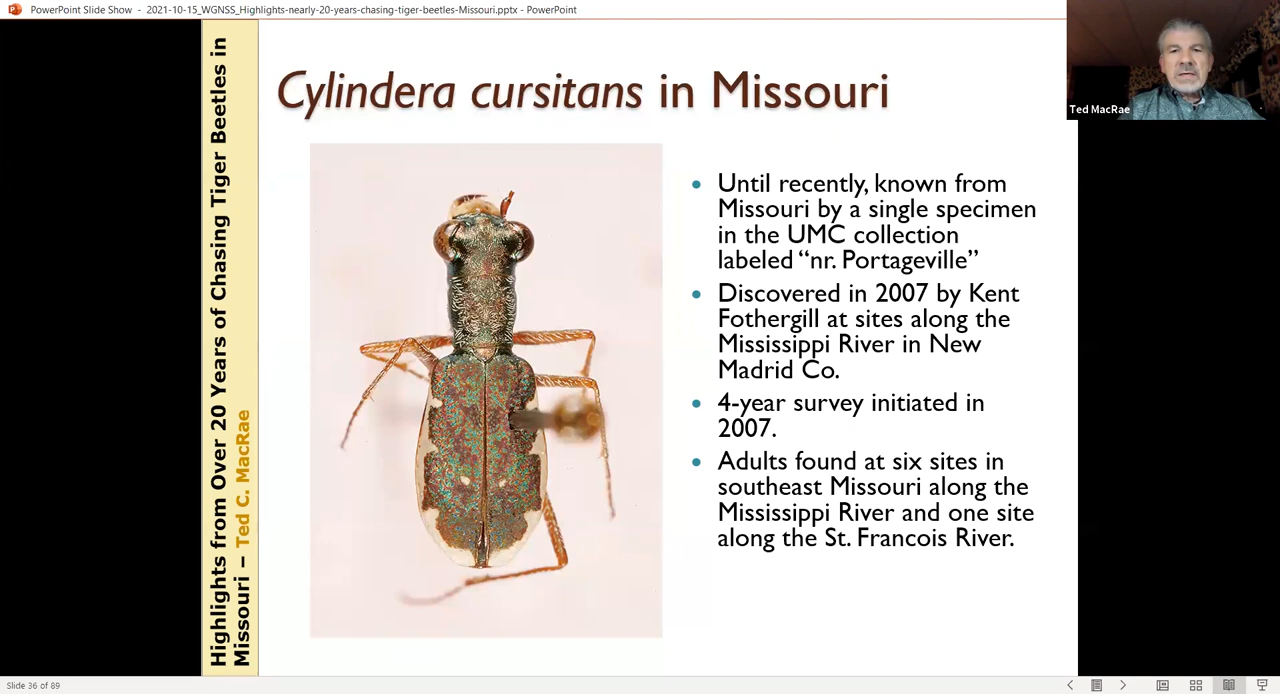 PowerPoint Slide Show - 2021-10-15_WGNSS_Highlights-nearly-20-years-chasing-tiger-beetles-Missouri.pptx - PowerPoint
Highlights from Over 20 Years of Chasing Tiger Beetles in
Missouri – Ted C. MacRae
Cylindera cursitans in Missouri
Ted MacRae
• Until recently, known from
Missouri by a single specimen
in the UMC collection
labeled “nr. Portageville”
• Discovered in 2007 by Kent
Fothergill at sites along the
Mississippi River in New
Madrid Co.
• 4-year survey initiated in
2007.
• Adults found at six sites in
southeast Missouri along the
Mississippi River and one site
along the St. Francois River.
Slide 36 of 89